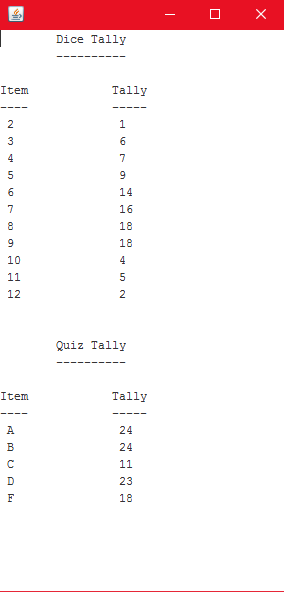 Dice Tally
----------
Item Tally
---- -----
2 1
3 6
4 7
5 9
6 14
7 16
8 18
9 18
10 4
11 5
12 2
Quiz Tally
----------
Item Tally
---- -----
A 24
B 24
C 11
D 23
F 18